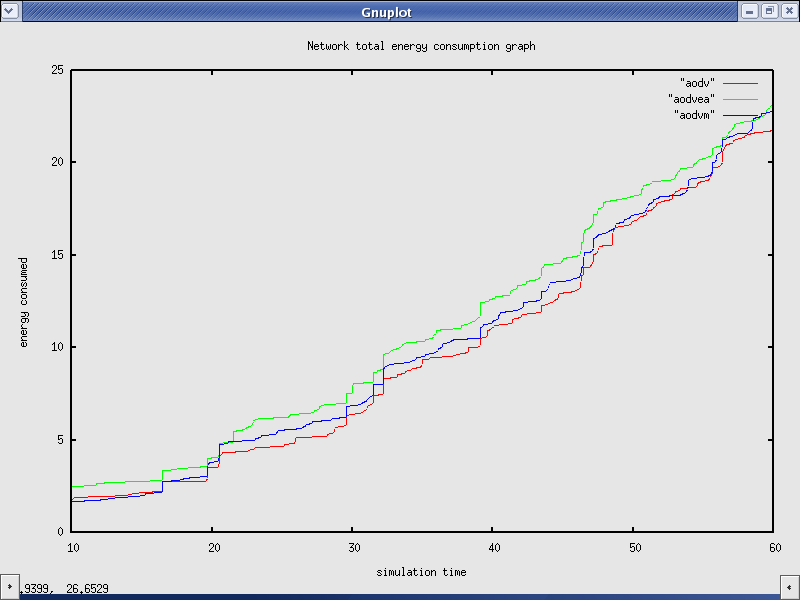 Gnuplot
Network total energy consumption graph
"aodv"
"aodvea"
"aodvm"
energy consumed
25
20
15
10
5
0
10 20 30 40 50 60
simulation time
.9399, 26.6529